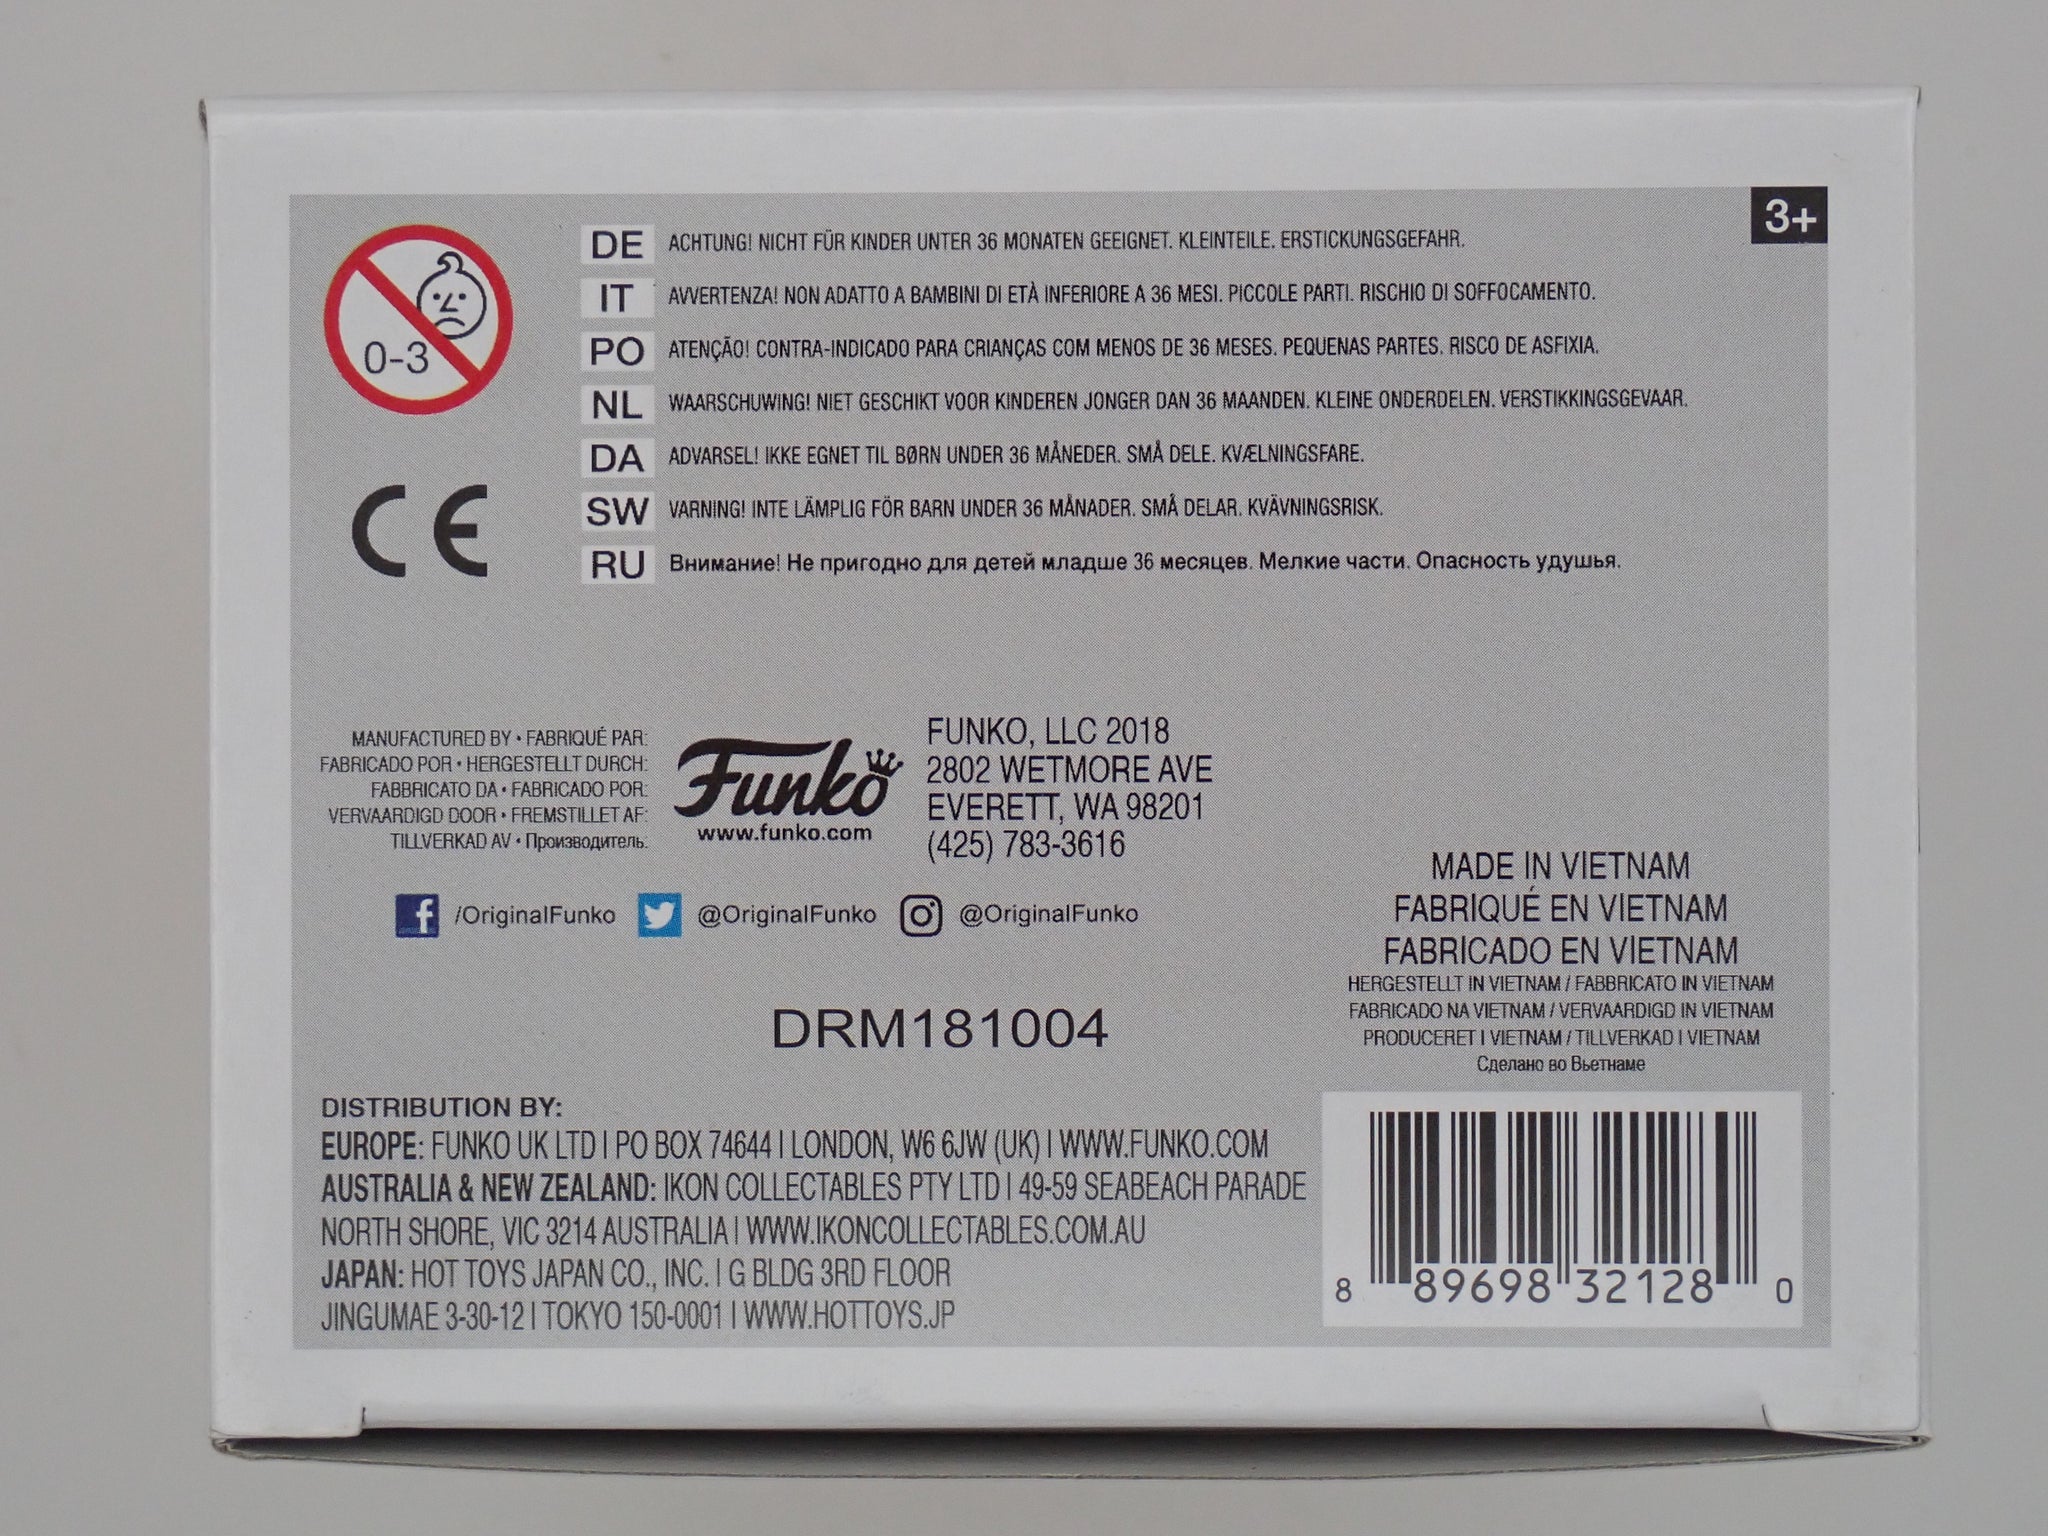 3+
0-3
DE ACHTUNG! NICHT FÜR KINDER UNTER 36 MONATEN GEEIGNET. KLEINTEILE. ERSTICKUNGSGEFAHR.
IT AVVERTENZA! NON ADATTO A BAMBINI DI ETÀ INFERIORE A 36 MESI. PICCOLE PARTI. RISCHIO DI SOFFOCAMENTO.
PO ATENÇÃO! CONTRA-INDICADO PARA CRIANÇAS COM MENOS DE 36 MESES. PEQUENAS PARTES. RISCO DE ASFIXIA.
NL WAARSCHUWING! NIET GESCHIKT VOOR KINDEREN JONGER DAN 36 MAANDEN. KLEINE ONDERDELEN. VERSTIKKINGSGEVAAR.
DA ADVARSEL! IKKE EGNET TIL BØRN UNDER 36 MÅNEDER. SMÅ DELE. KVÆLNINGSFARE.
SW VARNING! INTE LÄMPLIG FÖR BARN UNDER 36 MÅNADER. SMÅ DELAR. KVÄVNINGSRISK.
RU Внимание! Не пригодно для детей младше 36 месяцев. Мелкие части. Опасность удушья.
CE
MANUFACTURED BY • FABRIQUÉ PAR:
FABRICADO POR • HERGESTELLT DURCH:
FABBRICATO DA • FABRICADO POR:
VERVAARDIGD DOOR • FREMSTILLET AF:
TILLVERKAD AV • Производитель:
Funko
www.funko.com
FUNKO, LLC 2018
2802 WETMORE AVE
EVERETT, WA 98201
(425) 783-3616
/OriginalFunko @OriginalFunko @OriginalFunko
MADE IN VIETNAM
FABRIQUÉ EN VIETNAM
FABRICADO EN VIETNAM
HERGESTELLT IN VIETNAM / FABBRICATO IN VIETNAM
FABRICADO NA VIETNAM / VERVAARDIGD IN VIETNAM
PRODUCERET I VIETNAM / TILLVERKAD I VIETNAM
Сделано во Вьетнаме
DRM181004
DISTRIBUTION BY:
EUROPE: FUNKO UK LTD I PO BOX 74644 I LONDON, W6 6JW (UK) I WWW.FUNKO.COM
AUSTRALIA & NEW ZEALAND: IKON COLLECTABLES PTY LTD I 49-59 SEABEACH PARADE
NORTH SHORE, VIC 3214 AUSTRALIA I WWW.IKONCOLLECTABLES.COM.AU
JAPAN: HOT TOYS JAPAN CO., INC. I G BLDG 3RD FLOOR
JINGUMAE 3-30-12 I TOKYO 150-0001 I WWW.HOTTOYS.JP
8 89698 32128 0